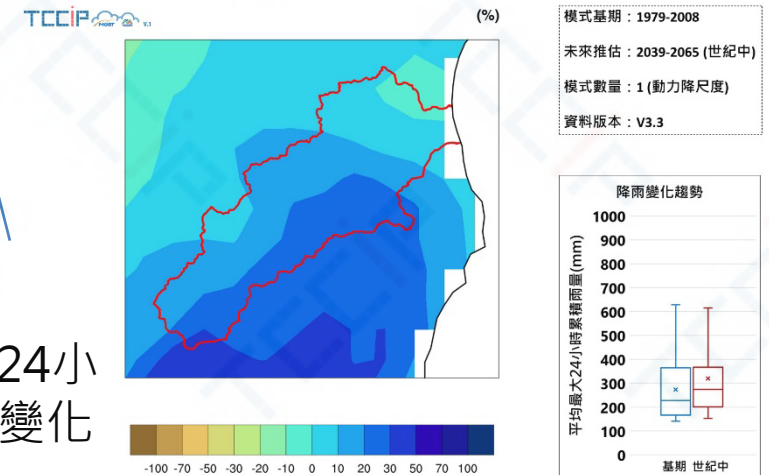 TCCiP MOST V.1
(%)
模式基期：1979-2008
未來推估：2039-2065 (世紀中)
模式數量：1 (動力降尺度)
資料版本：V3.3
24小
變化
-100 -70 -50 -30 -20 -10 0 10 20 30 50 70 100
降雨變化趨勢
平均最大24小時累積雨量(mm)
1000
900
800
700
600
500
400
300
200
100
0
基期 世紀中